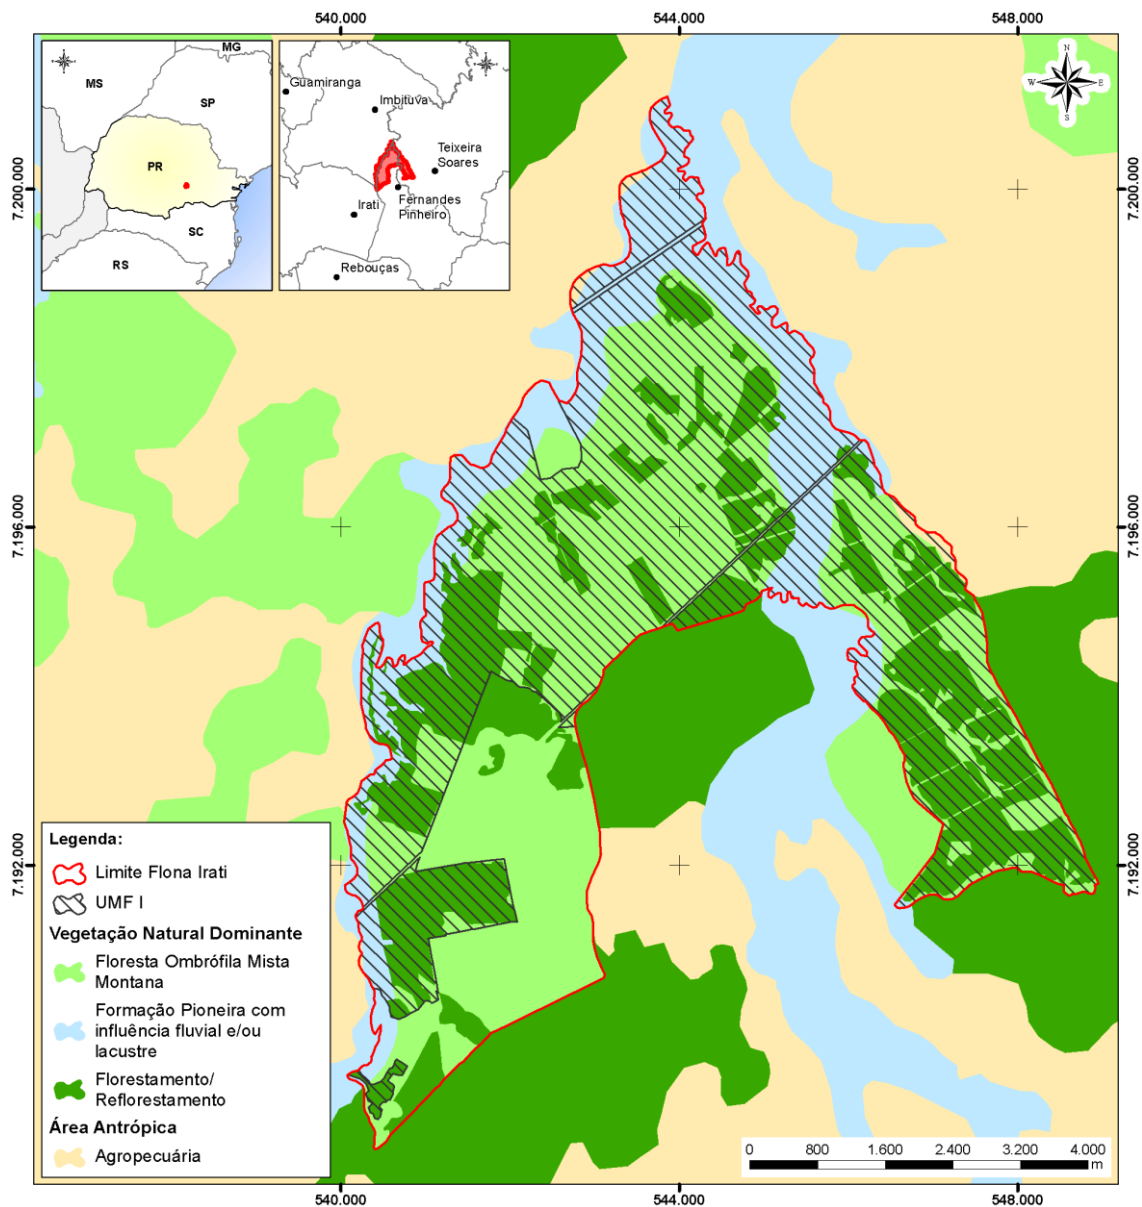 540.000
544.000
548.000
MG
MS
SP
PR
SC
RS
Guamiranga
Imbituva
Teixeira
Soares
Fernandes
Pinheiro
Irati
Rebouças
N
W
E
S
7.200.000
7.200.000
7.196.000
7.196.000
7.192.000
7.192.000
Legenda:
Limite Flona Irati
UMF I
Vegetação Natural Dominante
Floresta Ombrófila Mista
Montana
Formação Pioneira com
influência fluvial e/ou
lacustre
Florestamento/
Reflorestamento
Área Antrópica
Agropecuária
0 800 1.600 2.400 3.200 4.000
m
540.000
544.000
548.000